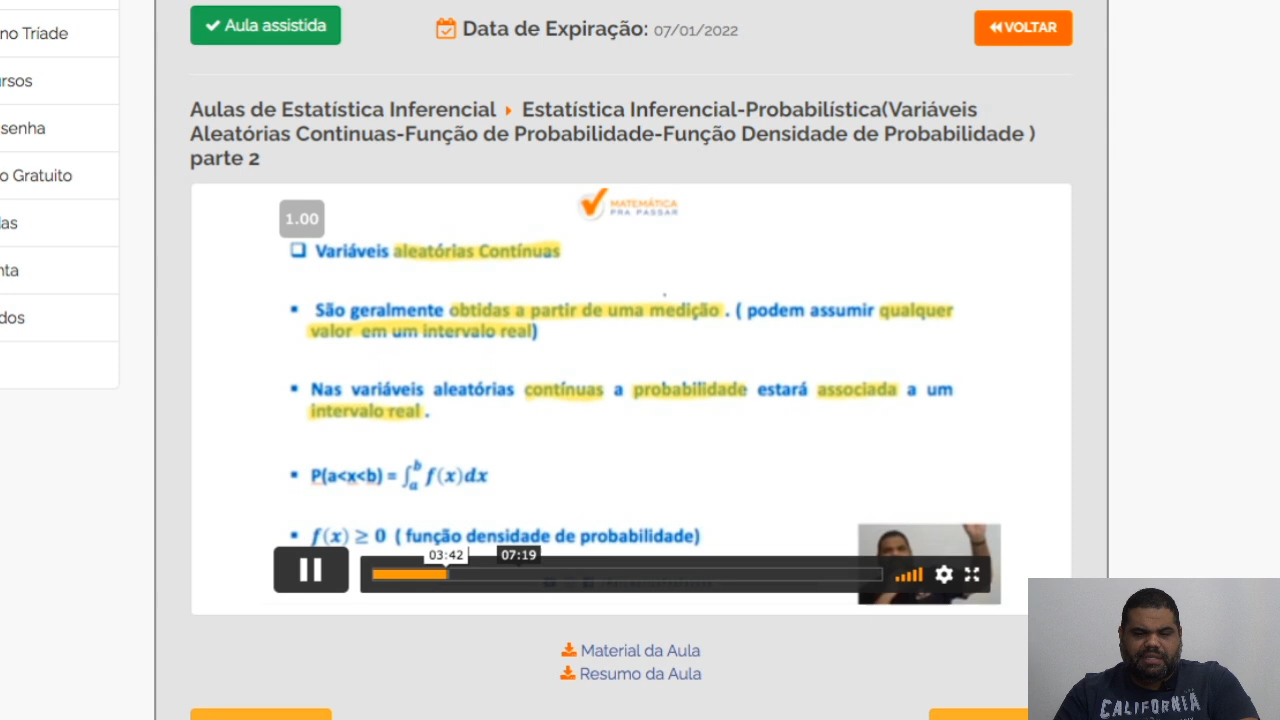 Aula assistida
Data de Expiração: 07/01/2022
VOLTAR
no Tríade
rsos
senha
o Gratuito
las
nta
dos
Aulas de Estatística Inferencial Estatística Inferencial-Probabilística(Variáveis
Aleatórias Continuas-Função de Probabilidade-Função Densidade de Probabilidade )
parte 2
1.00
MATEMÁTICA
PRA PASSAR
Variáveis aleatórias Contínuas
São geralmente obtidas a partir de uma medição . ( podem assumir qualquer
valor em um intervalo real)
Nas variáveis aleatórias contínuas a probabilidade estará associada a um
intervalo real .
P(a<x<b) = ∫ₐᵇ f(x)dx
f(x) ≥ 0 ( função densidade de probabilidade)
03:42
07:19
Material da Aula
Resumo da Aula
CALIFORNIA